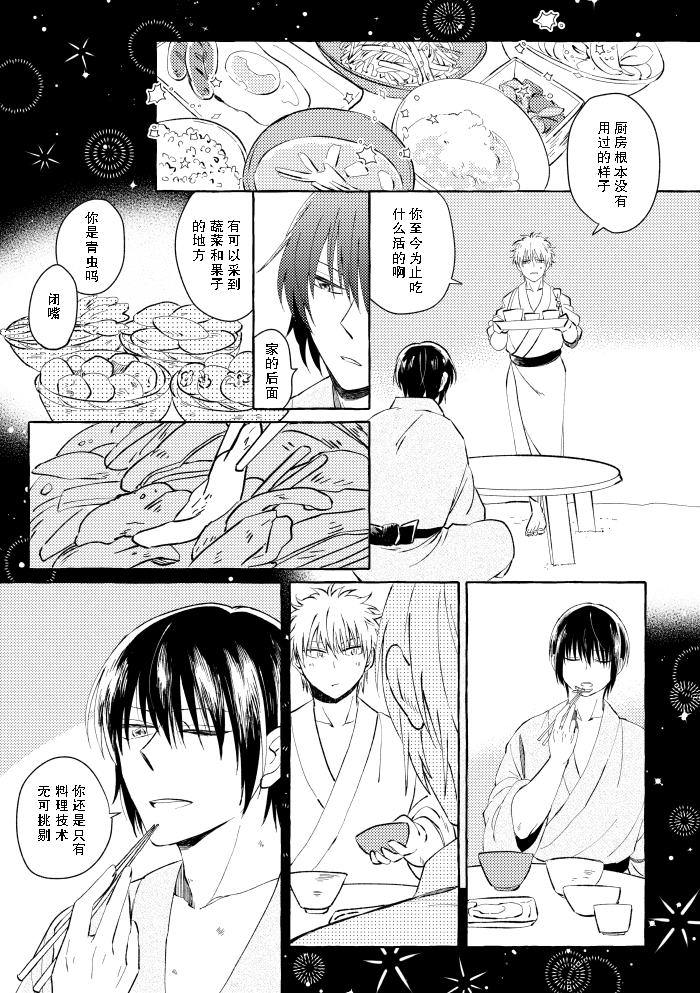 厨房根本没有
用过的样子
你至今为止吃
什么活的啊
有可以采到
蔬菜和果子
的地方
家的后面
你是青虫吗
闭嘴
你还是只有
料理技术
无可挑剔